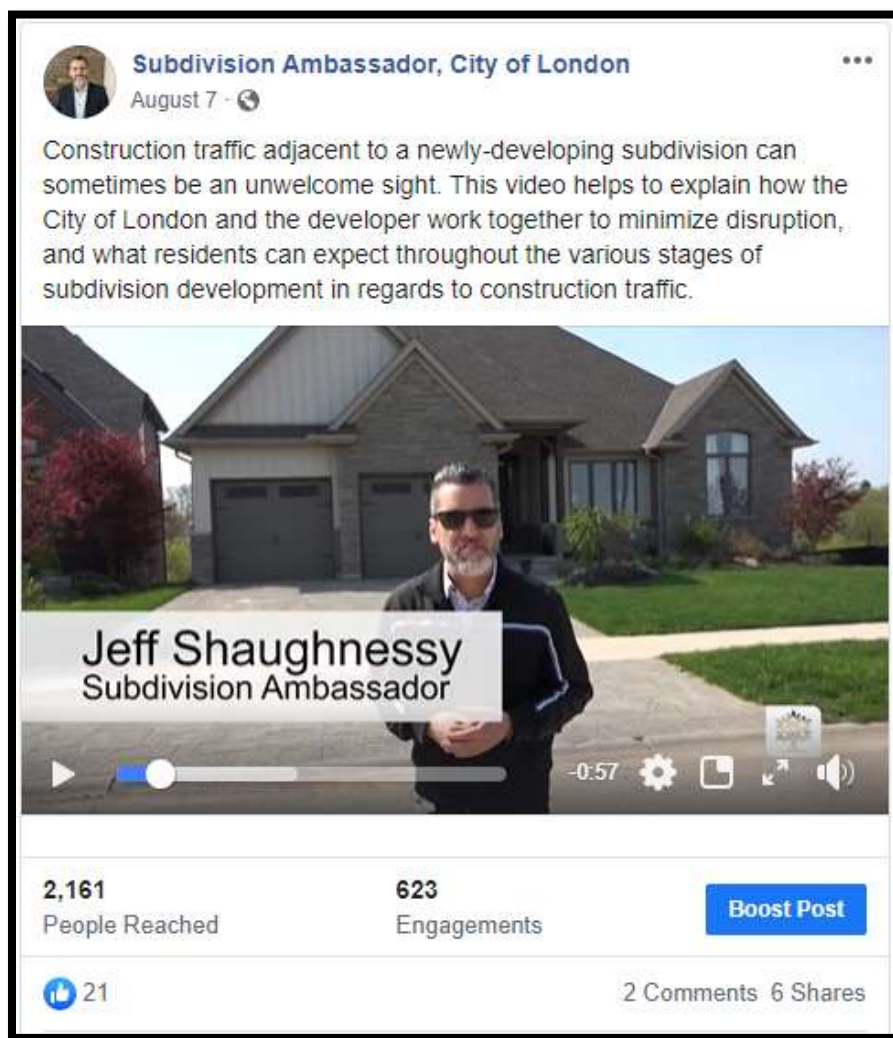 Subdivision Ambassador, City of London
August 7 ·
Construction traffic adjacent to a newly-developing subdivision can
sometimes be an unwelcome sight. This video helps to explain how the
City of London and the developer work together to minimize disruption,
and what residents can expect throughout the various stages of
subdivision development in regards to construction traffic.
Jeff Shaughnessy
Subdivision Ambassador
-0:57
2,161 623
People Reached Engagements
Boost Post
21 2 Comments 6 Shares